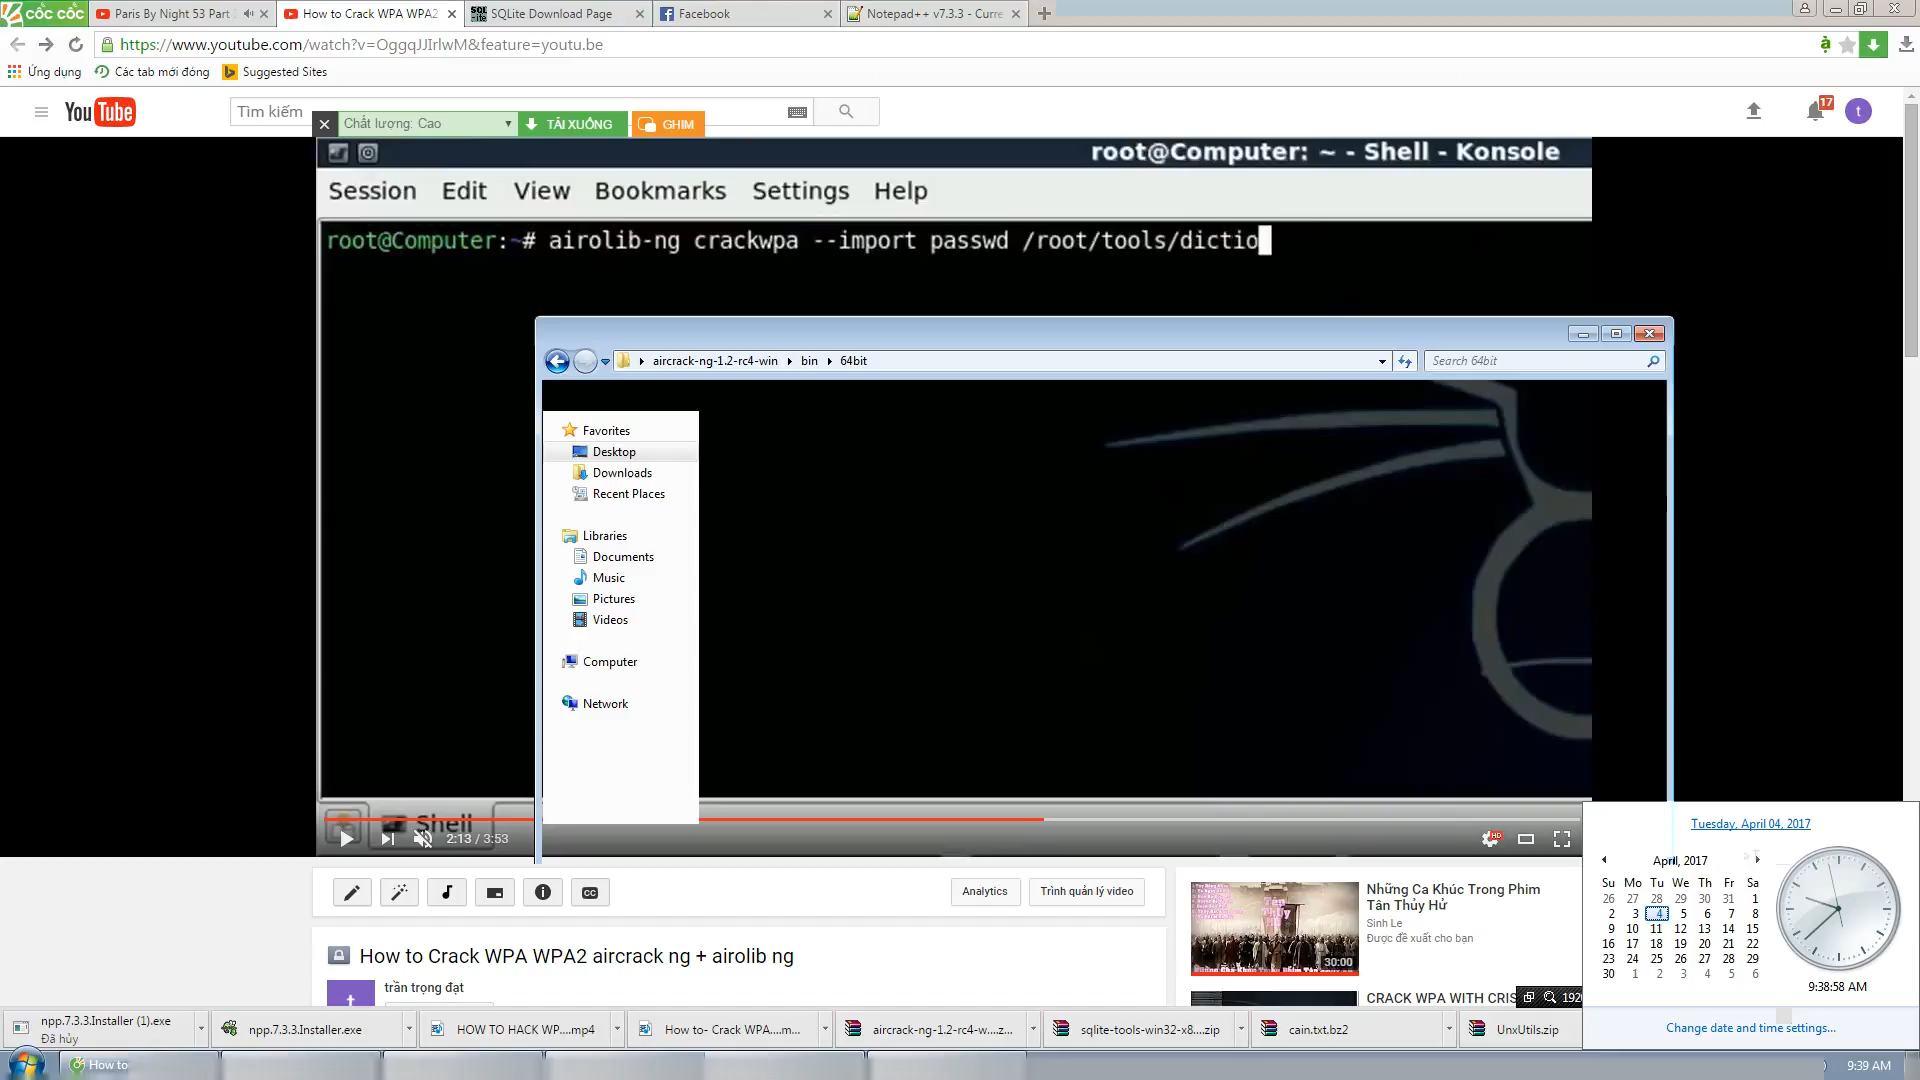 cốc cốc
Paris By Night 53 Part
How to Crack WPA WPA2
SQLite Download Page
Facebook
Notepad++ v7.3.3 - Curre
https://www.youtube.com/watch?v=OggqJJIrlwM&feature=youtu.be
Ứng dụng
Các tab mới đóng
Suggested Sites
YouTube
Tìm kiếm
17
t
Chất lượng: Cao
TẢI XUỐNG
GHIM
root@Computer: ~ - Shell - Konsole
Session Edit View Bookmarks Settings Help
root@Computer:~# airolib-ng crackwpa --import passwd /root/tools/dictio
aircrack-ng-1.2-rc4-win
bin
64bit
Search 64bit
Favorites
Desktop
Downloads
Recent Places
Libraries
Documents
Music
Pictures
Videos
Computer
Network
Shell
2:13 / 3:53
HD
Analytics
Trình quản lý video
How to Crack WPA WPA2 aircrack ng + airolib ng
trần trọng đạt
t
Những Ca Khúc Trong Phim
Tân Thủy Hử
Sinh Le
Được đề xuất cho bạn
30:00
CRACK WPA WITH CRIS
192
Tuesday, April 04, 2017
April, 2017
Su Mo Tu We Th Fr Sa
26 27 28 29 30 31 1
2 3 4 5 6 7 8
9 10 11 12 13 14 15
16 17 18 19 20 21 22
23 24 25 26 27 28 29
30 1 2 3 4 5 6
9:38:58 AM
Change date and time settings...
npp.7.3.3.Installer (1).exe
Đã hủy
npp.7.3.3.Installer.exe
HOW TO HACK WP....mp4
How to- Crack WPA....m...
aircrack-ng-1.2-rc4-w....z...
sqlite-tools-win32-x8....zip
cain.txt.bz2
UnxUtils.zip
How to
9:39 AM